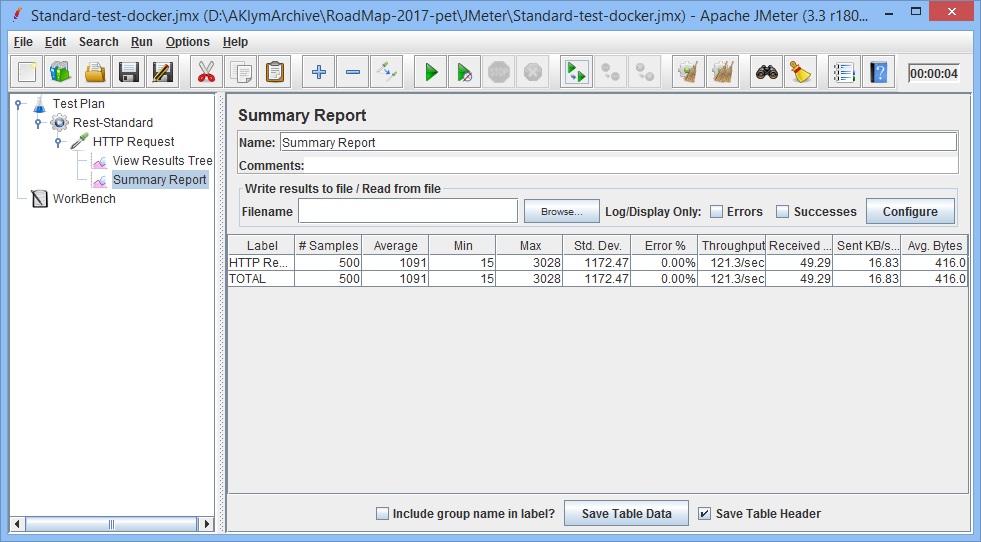 Standard-test-docker.jmx (D:\AKlymArchive\RoadMap-2017-pet\JMeter\Standard-test-docker.jmx) - Apache JMeter (3.3 r180...
File Edit Search Run Options Help
STOP
00:00:04
Test Plan
Rest-Standard
HTTP Request
View Results Tree
Summary Report
WorkBench
Summary Report
Name: Summary Report
Comments:
Write results to file / Read from file
Filename Browse... Log/Display Only: Errors Successes Configure
Label # Samples Average Min Max Std. Dev. Error % Throughput Received ... Sent KB/s... Avg. Bytes
HTTP Re... 500 1091 15 3028 1172.47 0.00% 121.3/sec 49.29 16.83 416.0
TOTAL 500 1091 15 3028 1172.47 0.00% 121.3/sec 49.29 16.83 416.0
Include group name in label? Save Table Data Save Table Header